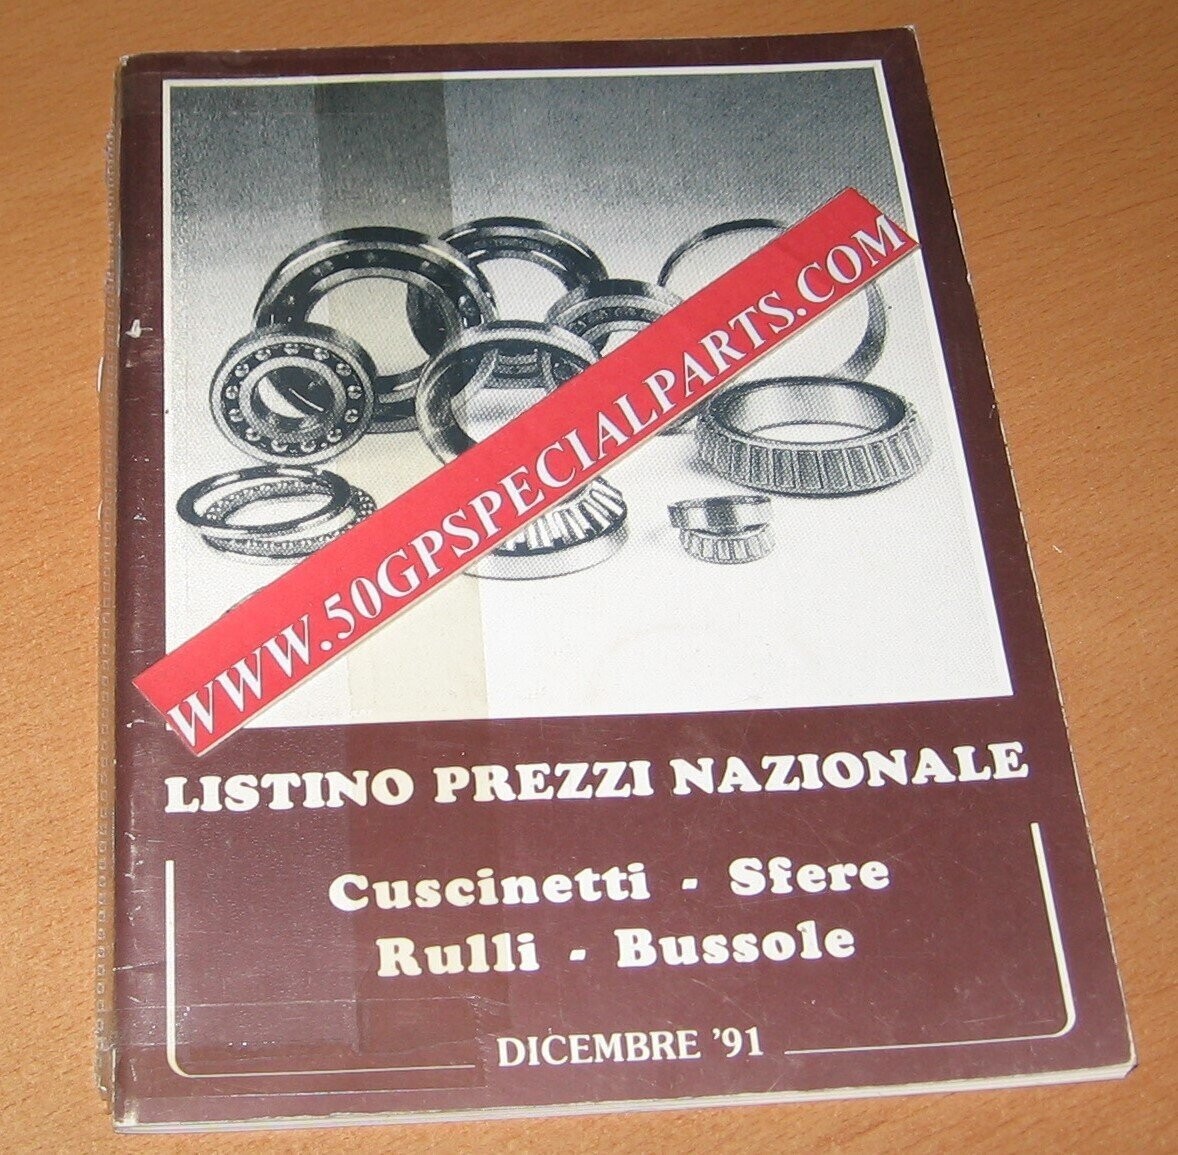 WWW.50GPSPECIALPARTS.COM
LISTINO PREZZI NAZIONALE
Cuscinetti - Sfere
Rulli - Bussole
DICEMBRE '91